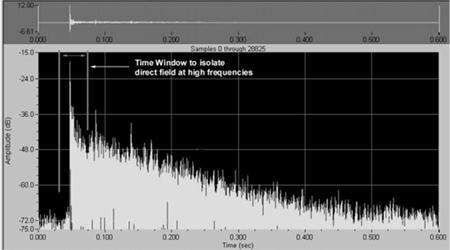 12.00
-6.61
0.000 0.100 0.200 0.300 0.400 0.500 0.600
Samples 0 through 28825
-15.0
Time Window to isolate
direct field at high frequencies
-24.0
-36.0
-48.0
-60.0
-72.0
-75.0
Amplitude (dB)
0.000 0.100 0.200 0.300 0.400 0.500 0.600
Time (sec)